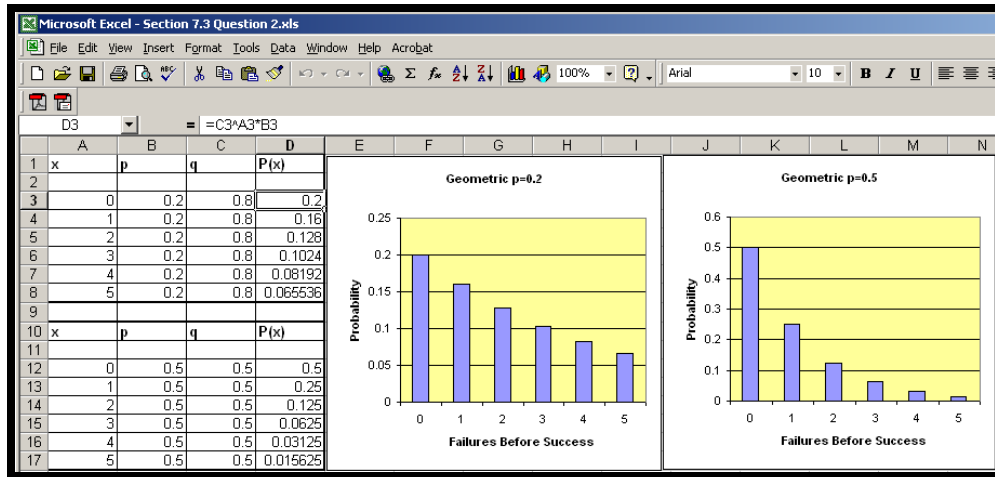 Microsoft Excel - Section 7.3 Question 2.xls
File Edit View Insert Format Tools Data Window Help Acrobat
100% Arial 10 B I U
D3 = =C3^A3*B3
A B C D E F G H I J K L M N
1 x p q P(x)
2
3 0 0.2 0.8 0.2
4 1 0.2 0.8 0.16
5 2 0.2 0.8 0.128
6 3 0.2 0.8 0.1024
7 4 0.2 0.8 0.08192
8 5 0.2 0.8 0.065536
9
10 x p q P(x)
11
12 0 0.5 0.5 0.5
13 1 0.5 0.5 0.25
14 2 0.5 0.5 0.125
15 3 0.5 0.5 0.0625
16 4 0.5 0.5 0.03125
17 5 0.5 0.5 0.015625
Geometric p=0.2
0.25
0.2
0.15
0.1
0.05
0
Probability
0 1 2 3 4 5
Failures Before Success
Geometric p=0.5
0.6
0.5
0.4
0.3
0.2
0.1
0
Probability
0 1 2 3 4 5
Failures Before Success